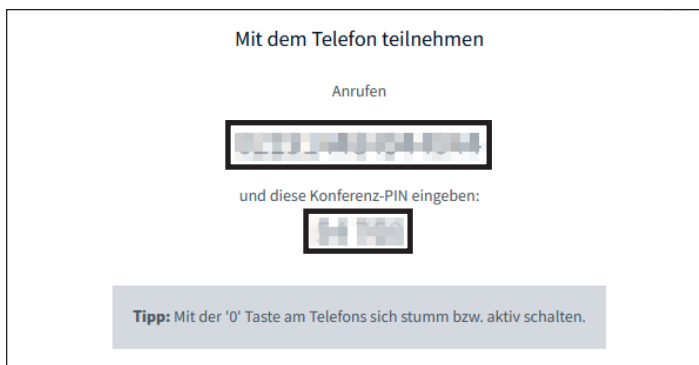 Mit dem Telefon teilnehmen
Anrufen
und diese Konferenz-PIN eingeben:
Tipp: Mit der '0' Taste am Telefons sich stumm bzw. aktiv schalten.